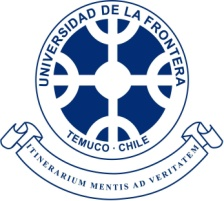 UNIVERSIDAD DE LA FRONTERA
TEMUCO - CHILE
ITINERARIUM MENTIS AD VERITATEM